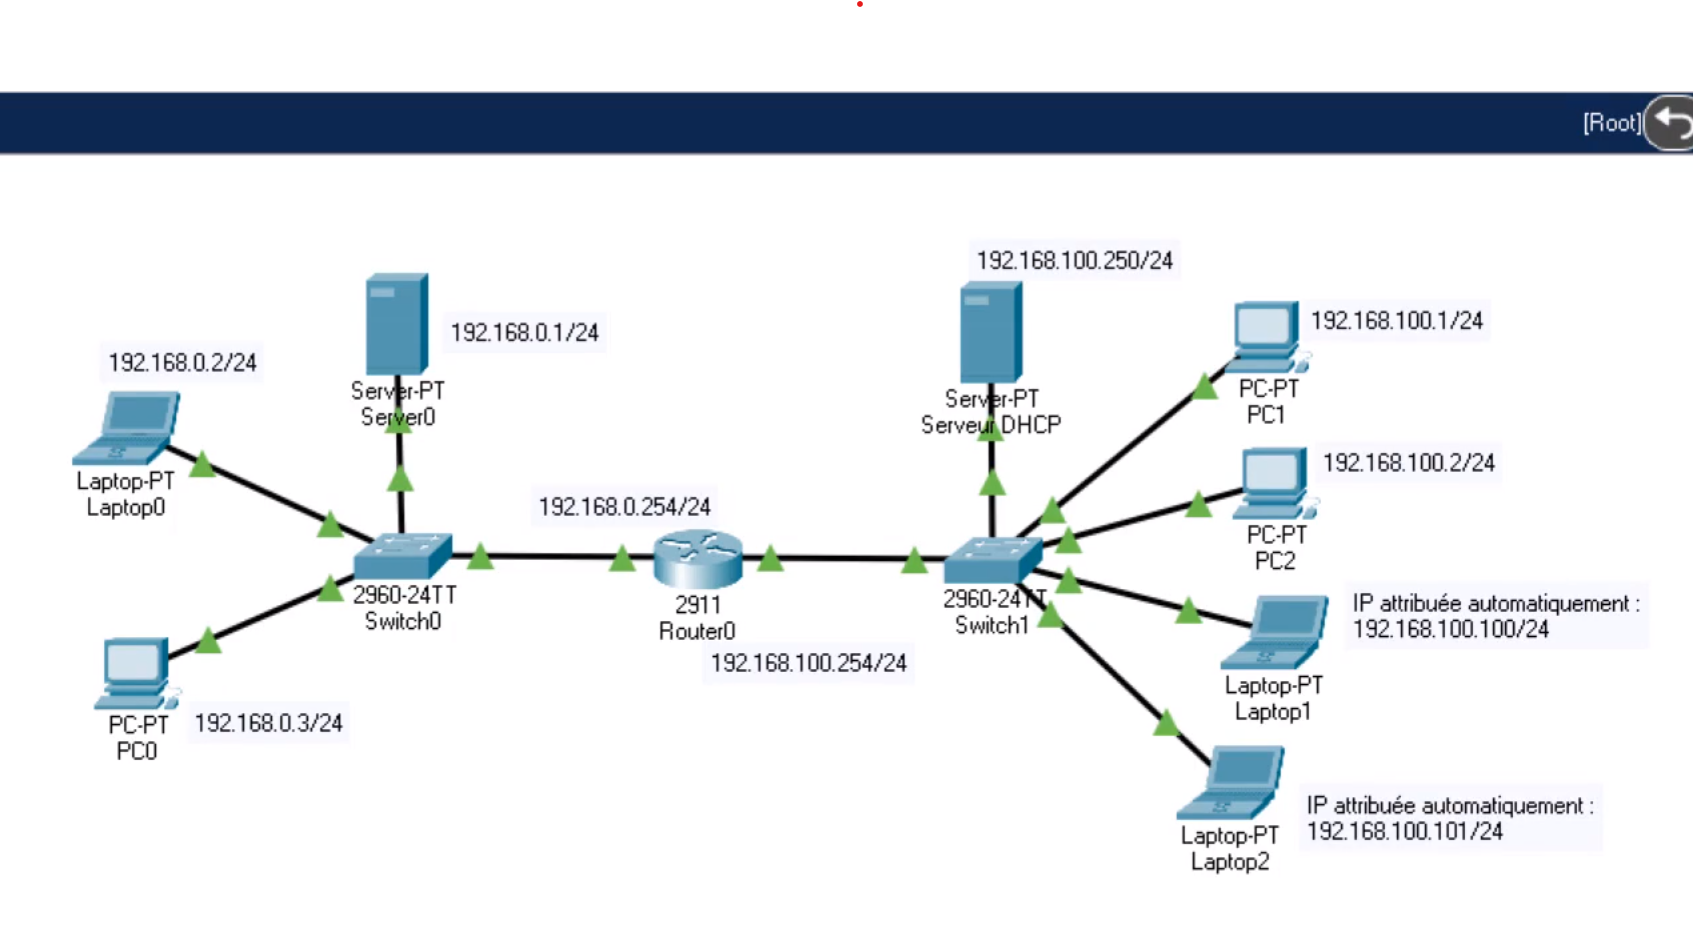 [Root]
192.168.100.250/24
192.168.0.1/24
192.168.100.1/24
192.168.0.2/24
Server-PT
Server0
Server-PT
Serveur DHCP
PC-PT
PC1
Laptop-PT
Laptop0
192.168.100.2/24
192.168.0.254/24
PC-PT
PC2
2960-24TT
Switch0
2911
Router0
2960-24TT
Switch1
IP attribuée automatiquement :
192.168.100.100/24
192.168.100.254/24
Laptop-PT
Laptop1
PC-PT
PC0
192.168.0.3/24
Laptop-PT
Laptop2
IP attribuée automatiquement :
192.168.100.101/24